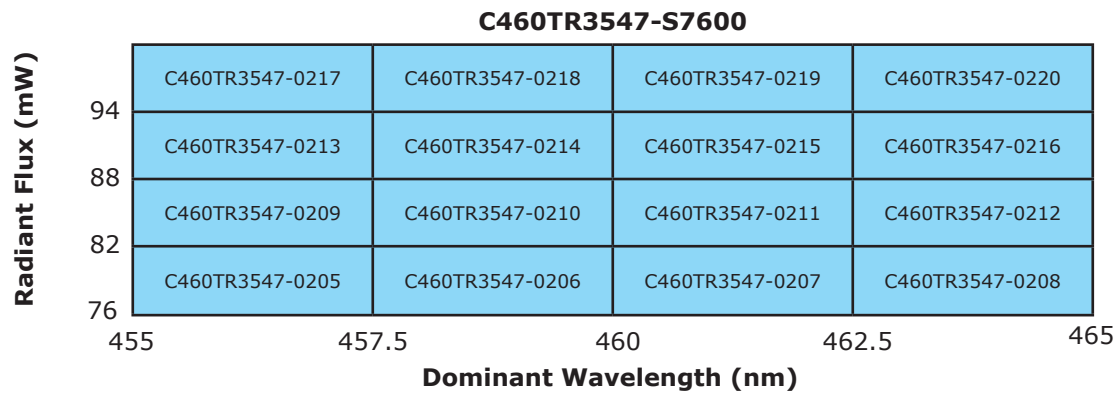 C460TR3547-S7600
Radiant Flux (mW)
C460TR3547-0217 C460TR3547-0218 C460TR3547-0219 C460TR3547-0220
94
C460TR3547-0213 C460TR3547-0214 C460TR3547-0215 C460TR3547-0216
88
C460TR3547-0209 C460TR3547-0210 C460TR3547-0211 C460TR3547-0212
82
C460TR3547-0205 C460TR3547-0206 C460TR3547-0207 C460TR3547-0208
76
455 457.5 460 462.5 465
Dominant Wavelength (nm)